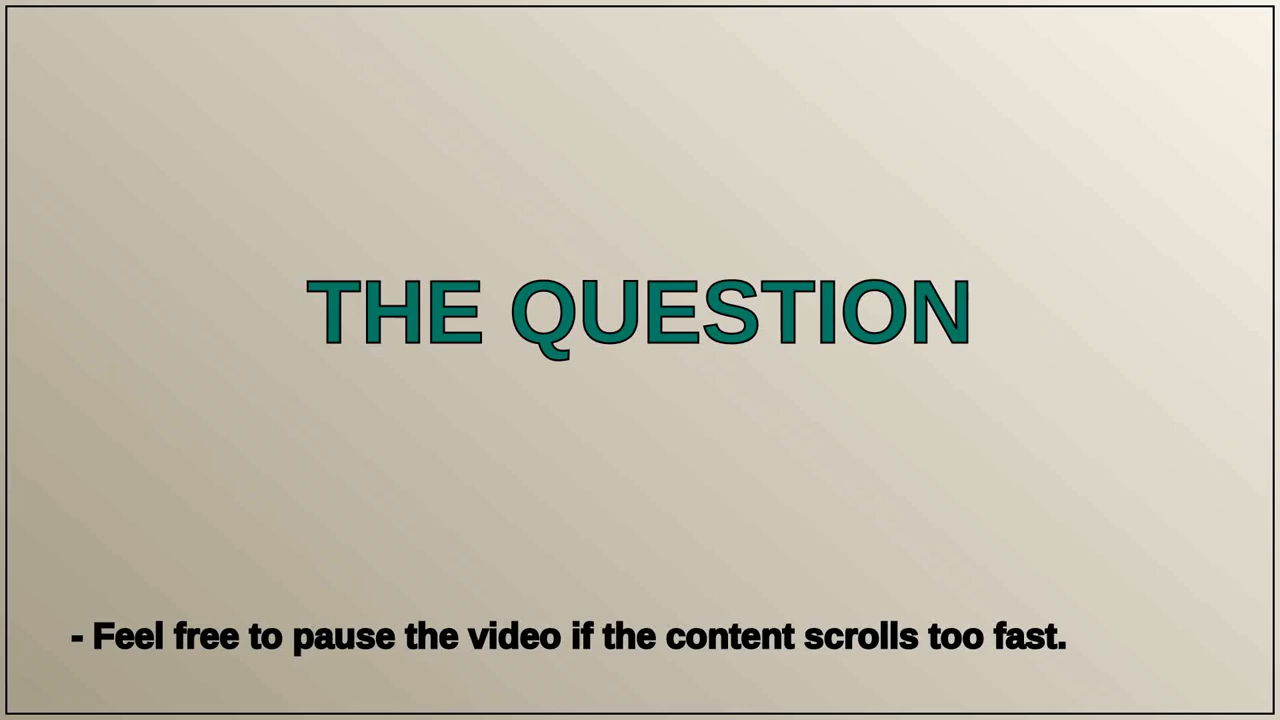 THE QUESTION
- Feel free to pause the video if the content scrolls too fast.